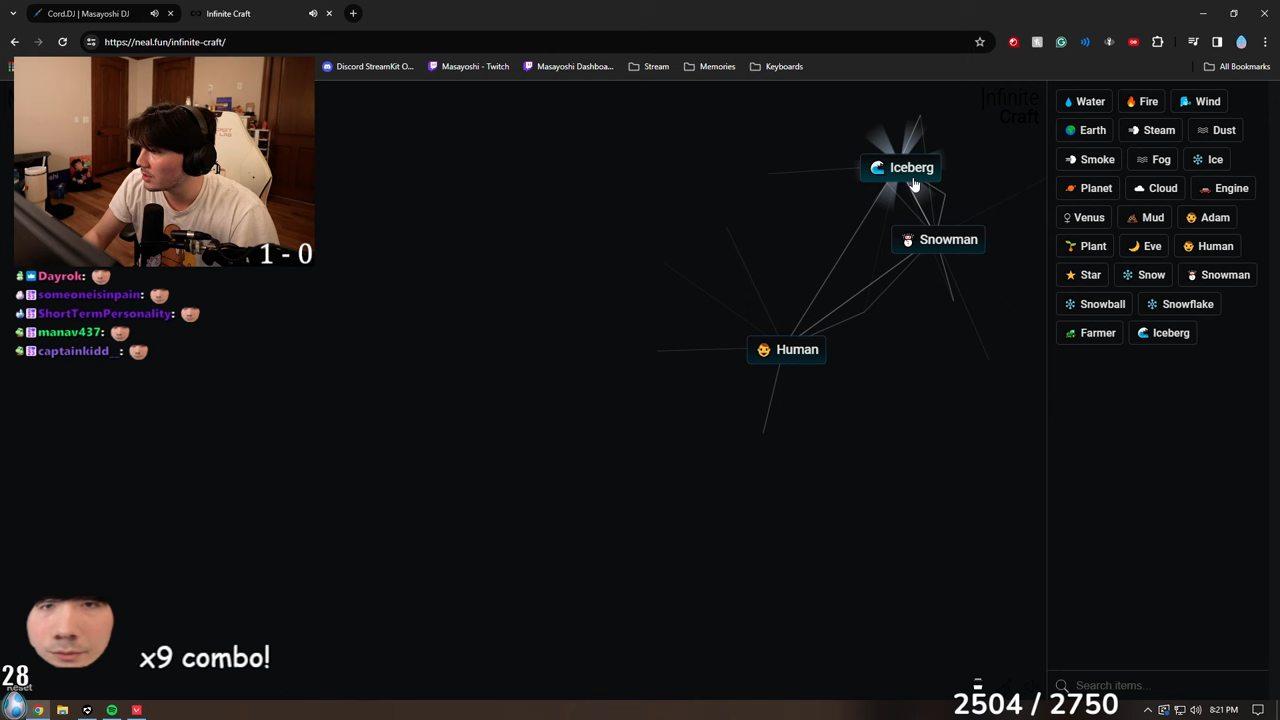 Cord.DJ | Masayoshi DJ
Infinite Craft
https://neal.fun/infinite-craft/
Discord StreamKit O...
Masayoshi - Twitch
Masayoshi Dashboa...
Stream
Memories
Keyboards
All Bookmarks
Infinite
Craft
Iceberg
Snowman
Human
1 - 0
Dayrok:
someoneisinpain:
ShortTermPersonality:
manav437:
captainkidd__:
Water
Fire
Wind
Earth
Steam
Dust
Smoke
Fog
Ice
Planet
Cloud
Engine
Venus
Mud
Adam
Plant
Eve
Human
Star
Snow
Snowman
Snowball
Snowflake
Farmer
Iceberg
x9 combo!
28
Reset
Search items...
2504 / 2750
8:21 PM